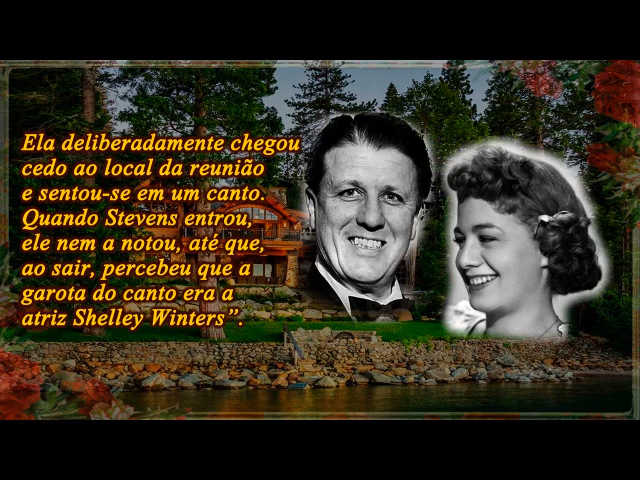 Ela deliberadamente chegou
cedo ao local da reunião
e sentou-se em um canto.
Quando Stevens entrou,
ele nem a notou, até que,
ao sair, percebeu que a
garota do canto era a
atriz Shelley Winters”.